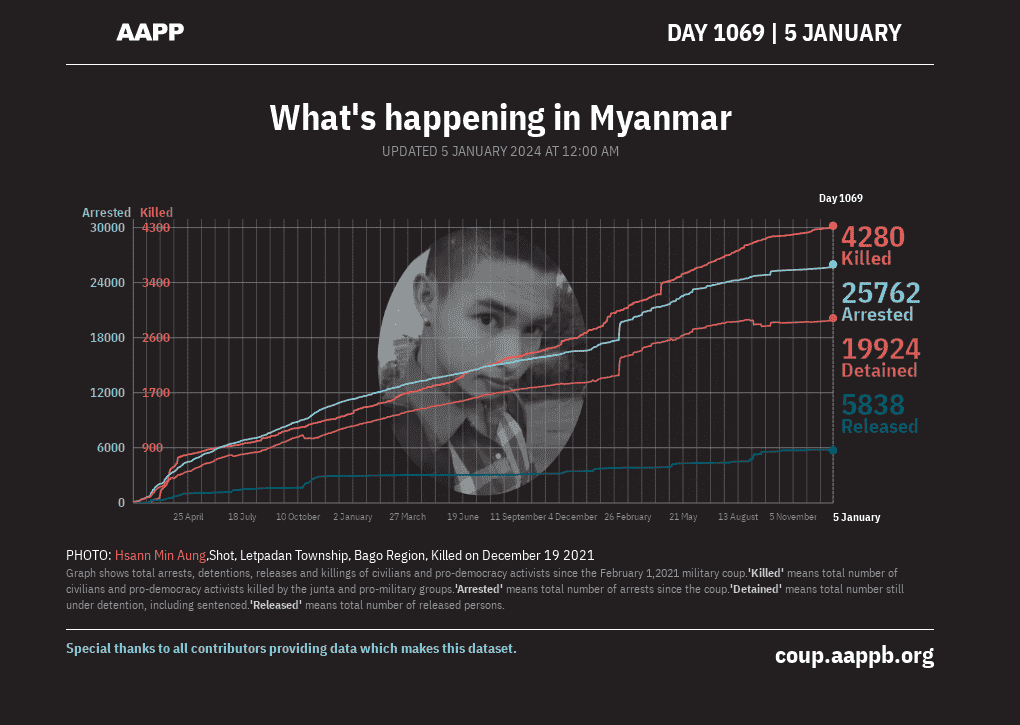 AAPP
DAY 1069 | 5 JANUARY
What's happening in Myanmar
UPDATED 5 JANUARY 2024 AT 12:00 AM
Day 1069
Arrested Killed
30000 4300
24000 3400
18000 2600
12000 1700
6000 900
0
4280
Killed
25762
Arrested
19924
Detained
5838
Released
25 April 18 July 10 October 2 January 27 March 19 June 11 September 4 December 26 February 21 May 13 August 5 November 5 January
PHOTO: Hsann Min Aung,Shot, Letpadan Township, Bago Region, Killed on December 19 2021
Graph shows total arrests, detentions, releases and killings of civilians and pro-democracy activists since the February 1,2021 military coup.'Killed' means total number of
civilians and pro-democracy activists killed by the junta and pro-military groups.'Arrested' means total number of arrests since the coup.'Detained' means total number still
under detention, including sentenced.'Released' means total number of released persons.
Special thanks to all contributors providing data which makes this dataset.
coup.aappb.org